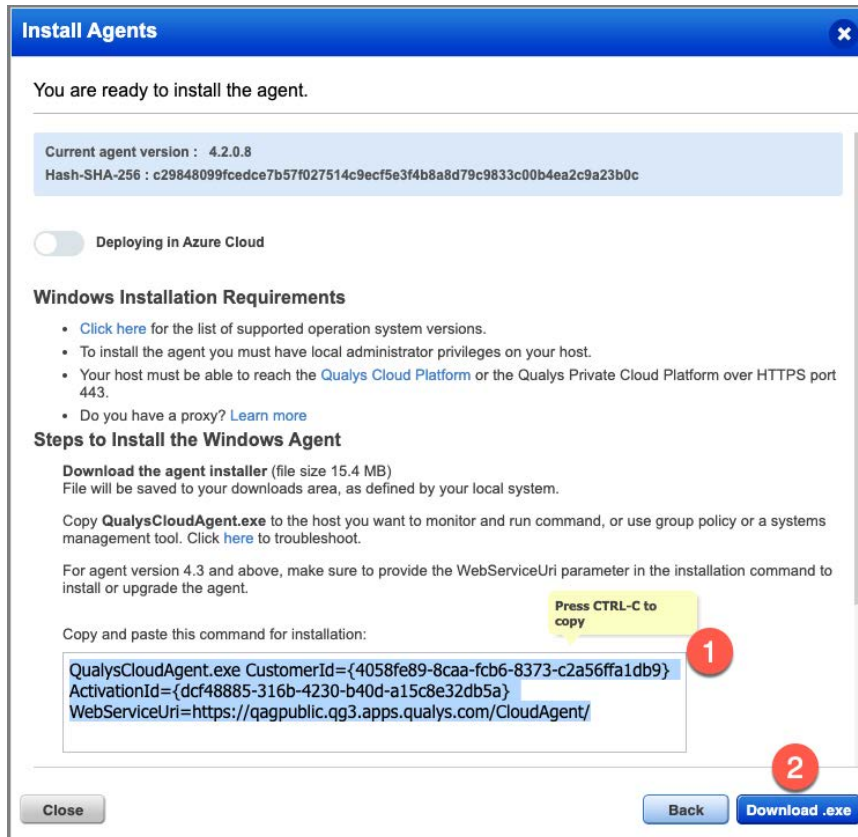 Install Agents
You are ready to install the agent.
Current agent version : 4.2.0.8
Hash-SHA-256 : c29848099fcedce7b57f027514c9ecf5e3f4b8a8d79c9833c00b4ea2c9a23b0c
Deploying in Azure Cloud
Windows Installation Requirements
• Click here for the list of supported operation system versions.
• To install the agent you must have local administrator privileges on your host.
• Your host must be able to reach the Qualys Cloud Platform or the Qualys Private Cloud Platform over HTTPS port
443.
• Do you have a proxy? Learn more
Steps to Install the Windows Agent
Download the agent installer (file size 15.4 MB)
File will be saved to your downloads area, as defined by your local system.
Copy QualysCloudAgent.exe to the host you want to monitor and run command, or use group policy or a systems
management tool. Click here to troubleshoot.
For agent version 4.3 and above, make sure to provide the WebServiceUri parameter in the installation command to
install or upgrade the agent.
Press CTRL-C to
copy
Copy and paste this command for installation:
1
QualysCloudAgent.exe CustomerId={4058fe89-8caa-fcb6-8373-c2a56ffa1db9}
ActivationId={dcf48885-316b-4230-b40d-a15c8e32db5a}
WebServiceUri=https://qagpublic.qg3.apps.qualys.com/CloudAgent/
2
Close
Back
Download .exe